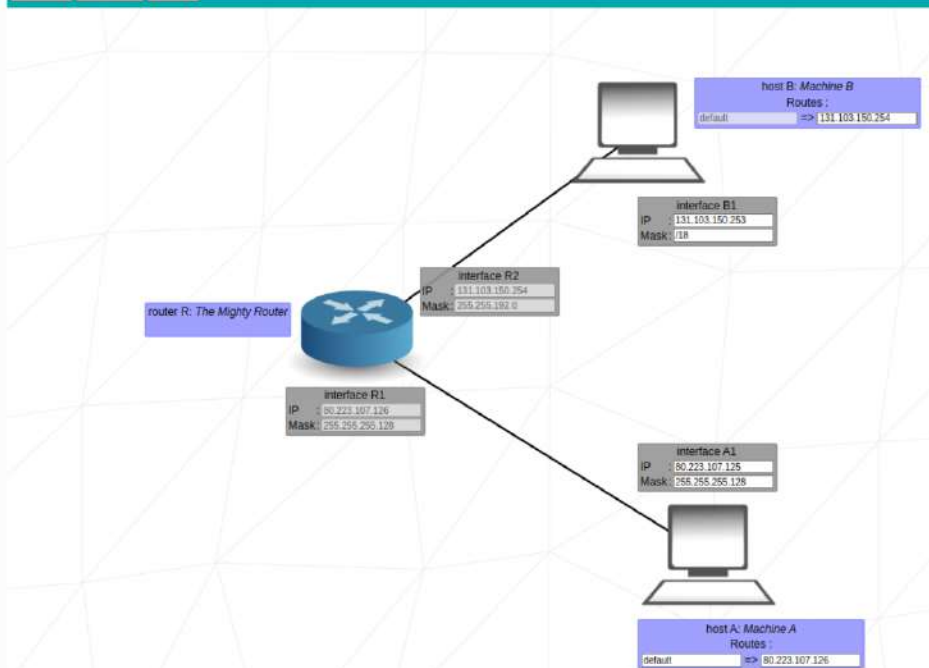 host B: Machine B
Routes :
default => 131.103.150.254
interface B1
IP : 131.103.150.253
Mask: /18
interface R2
IP : 131.103.150.254
Mask: 255.255.192.0
router R: The Mighty Router
interface R1
IP : 80.223.107.126
Mask: 255.255.255.128
interface A1
IP : 80.223.107.125
Mask: 255.255.255.128
host A: Machine A
Routes :
default => 80.223.107.126